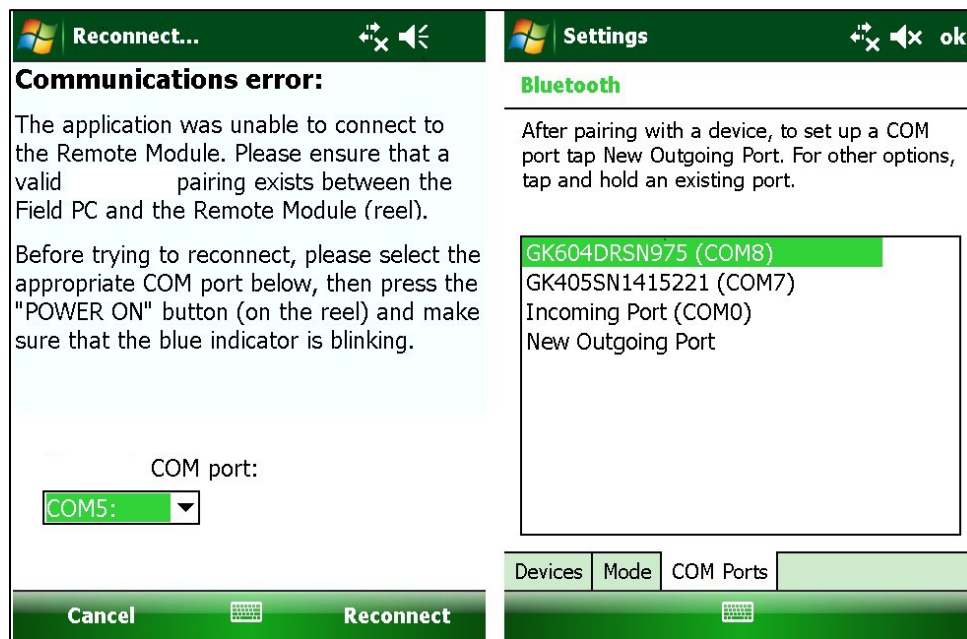 Reconnect...
Communications error:
The application was unable to connect to
the Remote Module. Please ensure that a
valid pairing exists between the
Field PC and the Remote Module (reel).
Before trying to reconnect, please select the
appropriate COM port below, then press the
"POWER ON" button (on the reel) and make
sure that the blue indicator is blinking.
COM port:
COM5:
Cancel
Reconnect
Settings
ok
Bluetooth
After pairing with a device, to set up a COM
port tap New Outgoing Port. For other options,
tap and hold an existing port.
GK604DRSN975 (COM8)
GK405SN1415221 (COM7)
Incoming Port (COM0)
New Outgoing Port
Devices
Mode
COM Ports